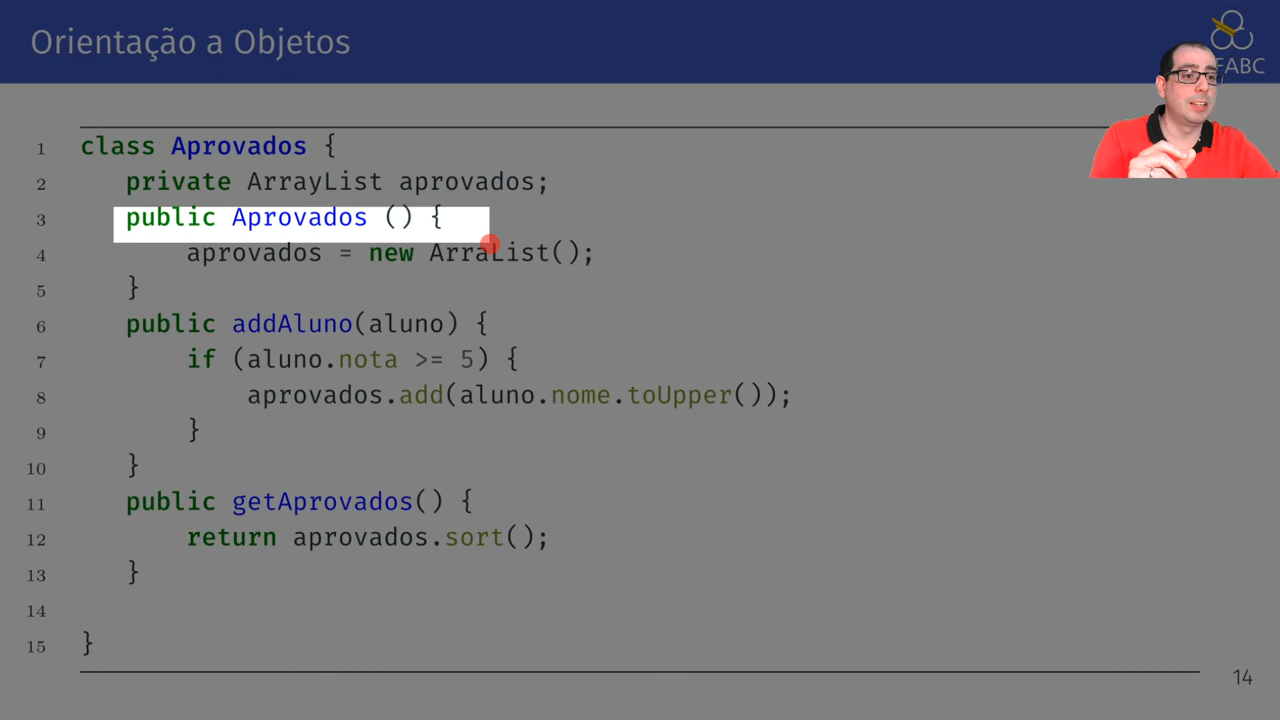 Orientação a Objetos
FABC
1 class Aprovados {
2 private ArrayList aprovados;
3 public Aprovados () {
4 aprovados = new ArraList();
5 }
6 public addAluno(aluno) {
7 if (aluno.nota >= 5) {
8 aprovados.add(aluno.nome.toUpper());
9 }
10 }
11 public getAprovados() {
12 return aprovados.sort();
13 }
14
15 }
14